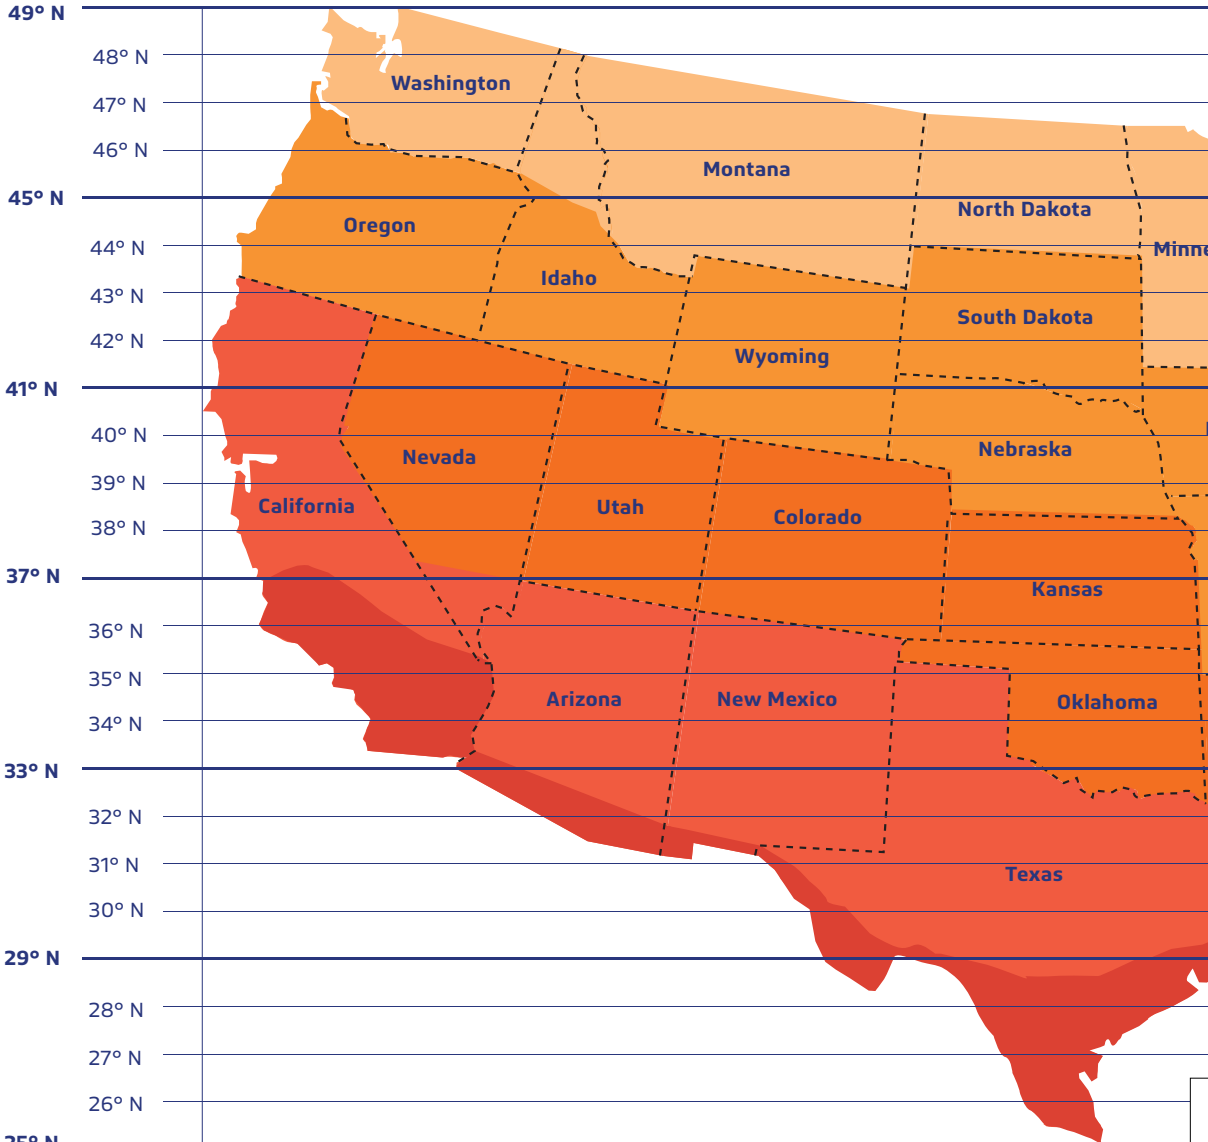 49° N
48° N
Washington
47° N
46° N
Montana
45° N
North Dakota
Oregon
44° N
Minne
Idaho
43° N
South Dakota
42° N
Wyoming
41° N
40° N
Nebraska
Nevada
39° N
California
Utah
Colorado
38° N
37° N
Kansas
36° N
35° N
Arizona
New Mexico
Oklahoma
34° N
33° N
32° N
31° N
Texas
30° N
29° N
28° N
27° N
26° N
25° N